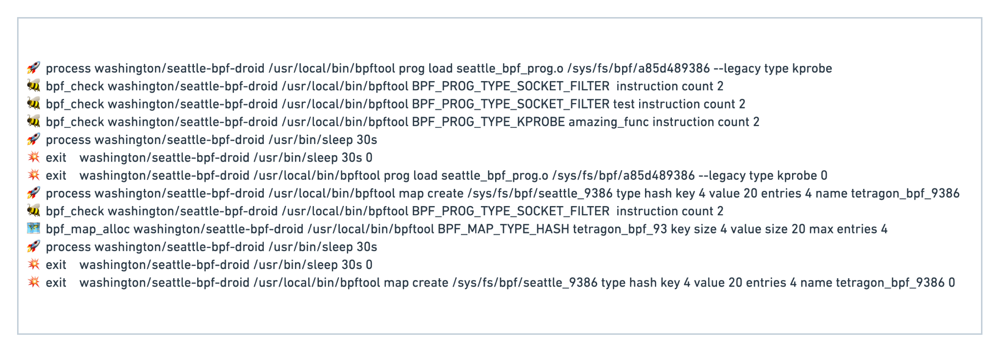 🚀 process washington/seattle-bpf-droid /usr/local/bin/bpftool prog load seattle_bpf_prog.o /sys/fs/bpf/a85d489386 --legacy type kprobe
🐝 bpf_check washington/seattle-bpf-droid /usr/local/bin/bpftool BPF_PROG_TYPE_SOCKET_FILTER  instruction count 2
🐝 bpf_check washington/seattle-bpf-droid /usr/local/bin/bpftool BPF_PROG_TYPE_SOCKET_FILTER test instruction count 2
🐝 bpf_check washington/seattle-bpf-droid /usr/local/bin/bpftool BPF_PROG_TYPE_KPROBE amazing_func instruction count 2
🚀 process washington/seattle-bpf-droid /usr/bin/sleep 30s
💥 exit    washington/seattle-bpf-droid /usr/bin/sleep 30s 0
💥 exit    washington/seattle-bpf-droid /usr/local/bin/bpftool prog load seattle_bpf_prog.o /sys/fs/bpf/a85d489386 --legacy type kprobe 0
🚀 process washington/seattle-bpf-droid /usr/local/bin/bpftool map create /sys/fs/bpf/seattle_9386 type hash key 4 value 20 entries 4 name tetragon_bpf_9386
🐝 bpf_check washington/seattle-bpf-droid /usr/local/bin/bpftool BPF_PROG_TYPE_SOCKET_FILTER  instruction count 2
🗺 bpf_map_alloc washington/seattle-bpf-droid /usr/local/bin/bpftool BPF_MAP_TYPE_HASH tetragon_bpf_93 key size 4 value size 20 max entries 4
🚀 process washington/seattle-bpf-droid /usr/bin/sleep 30s
💥 exit    washington/seattle-bpf-droid /usr/bin/sleep 30s 0
💥 exit    washington/seattle-bpf-droid /usr/local/bin/bpftool map create /sys/fs/bpf/seattle_9386 type hash key 4 value 20 entries 4 name tetragon_bpf_9386 0